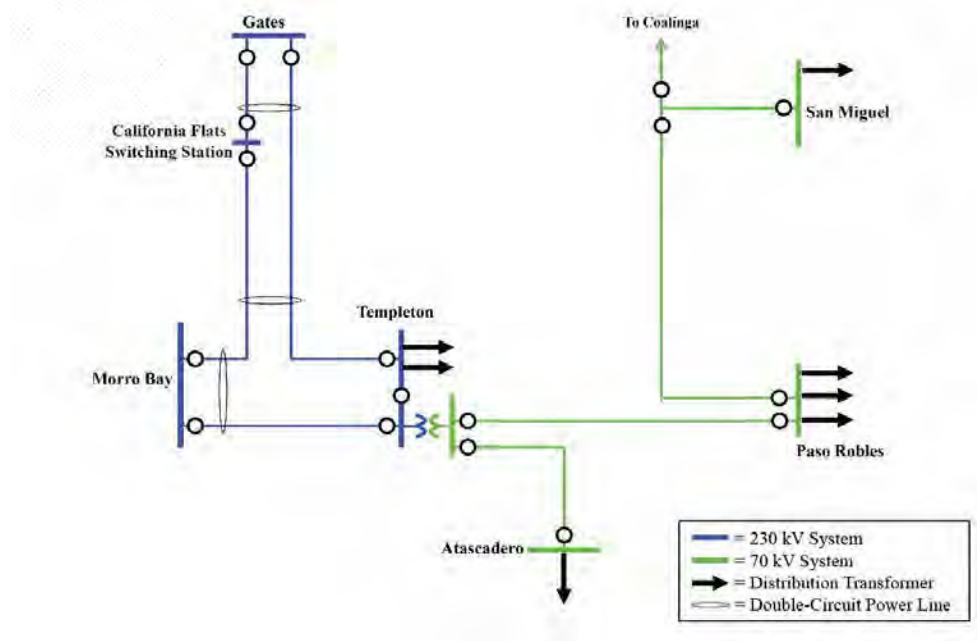 Gates
To Coalinga
San Miguel
California Flats
Switching Station
Templeton
Morro Bay
Paso Robles
Atascadero
= 230 kV System
= 70 kV System
= Distribution Transformer
= Double-Circuit Power Line